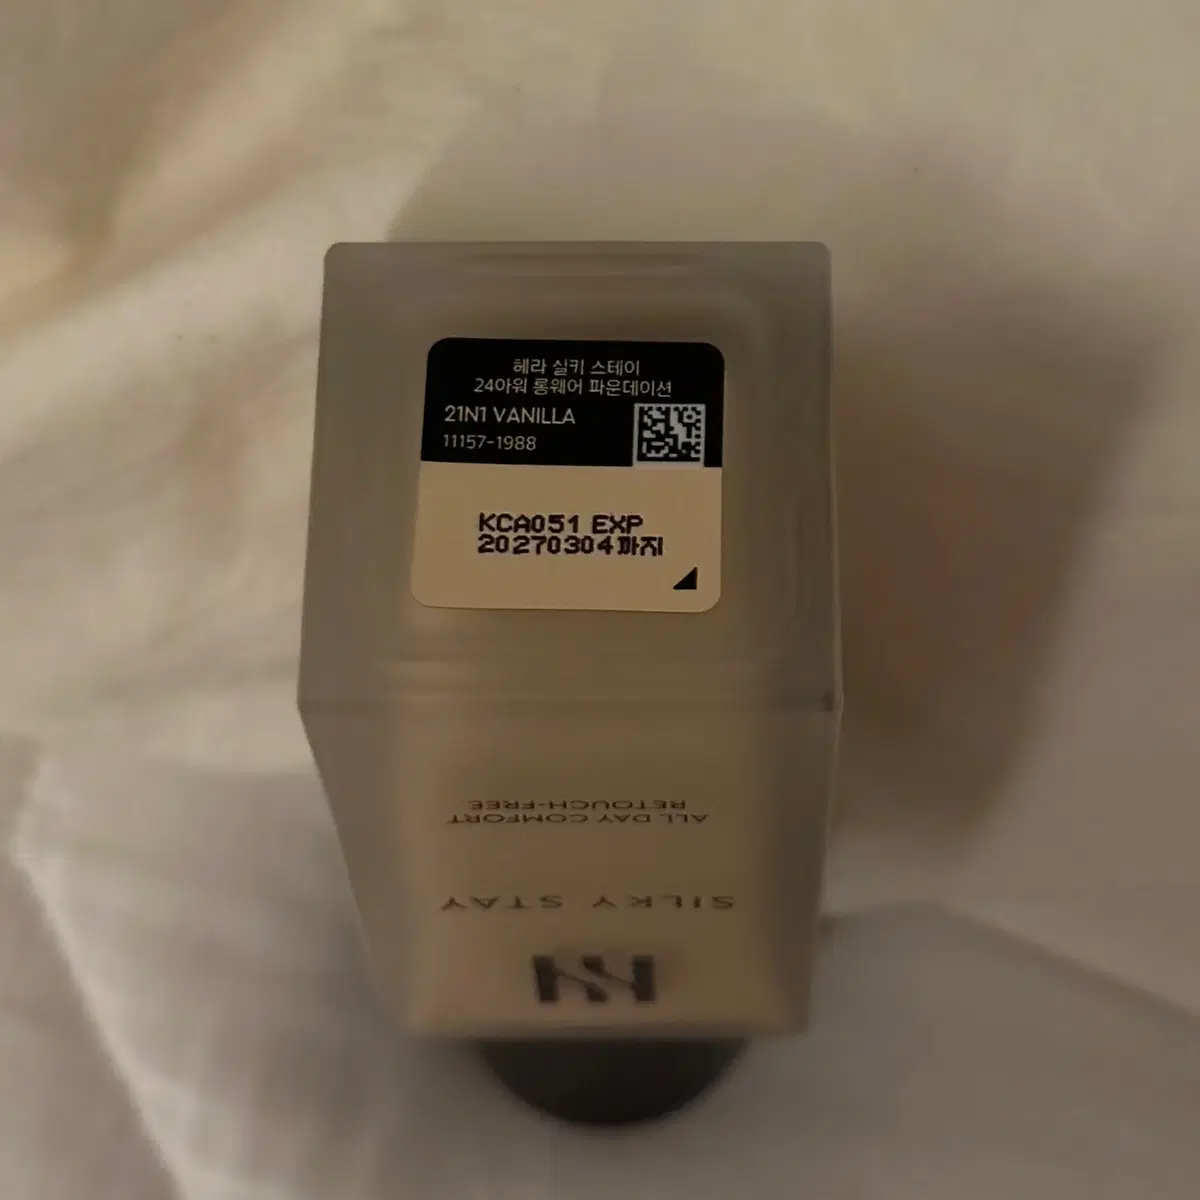 헤라 실키 스테이
24아워 롱웨어 파운데이션
21N1 VANILLA
11157-1988
KCA051 EXP
20270304까지
SILKY STAY
ALL DAY COMFORT
RETOUCH-FREE